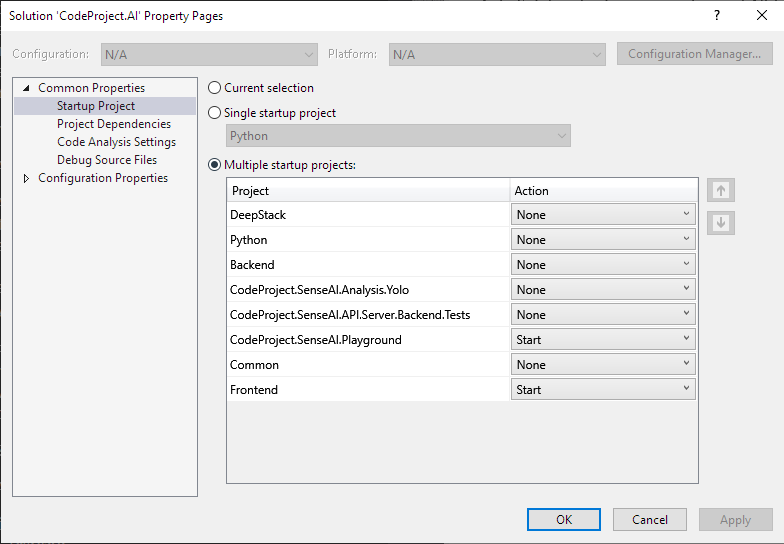 Solution 'CodeProject.AI' Property Pages
?
Configuration: N/A Platform: N/A Configuration Manager...
Common Properties
Startup Project
Project Dependencies
Code Analysis Settings
Debug Source Files
Configuration Properties
Current selection
Single startup project
Python
Multiple startup projects:
Project Action
DeepStack None
Python None
Backend None
CodeProject.SenseAI.Analysis.Yolo None
CodeProject.SenseAI.API.Server.Backend.Tests None
CodeProject.SenseAI.Playground Start
Common None
Frontend Start
OK Cancel Apply